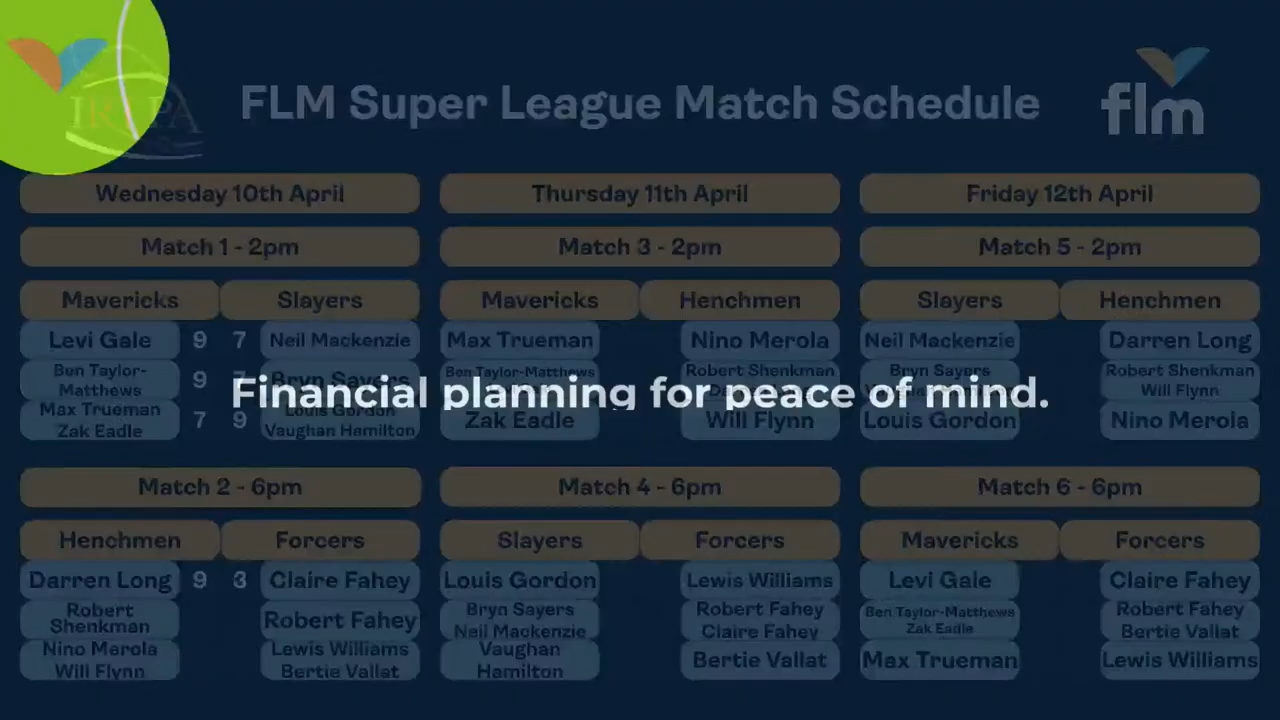 IRTPA
FLM Super League Match Schedule
flm
Wednesday 10th April
Match 1 - 2pm
Mavericks Slayers
Levi Gale 9 7 Neil Mackenzie
Ben Taylor-
Matthews 9 7 Bryn Sayers
Max Trueman
Zak Eadle 7 9 Louis Gordon
Vaughan Hamilton
Thursday 11th April
Match 3 - 2pm
Mavericks Henchmen
Max Trueman Nino Merola
Ben Taylor-Matthews Robert Shenkman
Zak Eadle Will Flynn
Friday 12th April
Match 5 - 2pm
Slayers Henchmen
Neil Mackenzie Darren Long
Bryn Sayers Robert Shenkman
Will Flynn
Louis Gordon Nino Merola
Financial planning for peace of mind.
Match 2 - 6pm
Henchmen Forcers
Darren Long 9 3 Claire Fahey
Robert
Shenkman Robert Fahey
Nino Merola
Will Flynn Lewis Williams
Bertie Vallat
Match 4 - 6pm
Slayers Forcers
Louis Gordon Lewis Williams
Bryn Sayers Robert Fahey
Neil Mackenzie Claire Fahey
Vaughan
Hamilton Bertie Vallat
Match 6 - 6pm
Mavericks Forcers
Levi Gale Claire Fahey
Ben Taylor-Matthews Robert Fahey
Zak Eadle Bertie Vallat
Max Trueman Lewis Williams